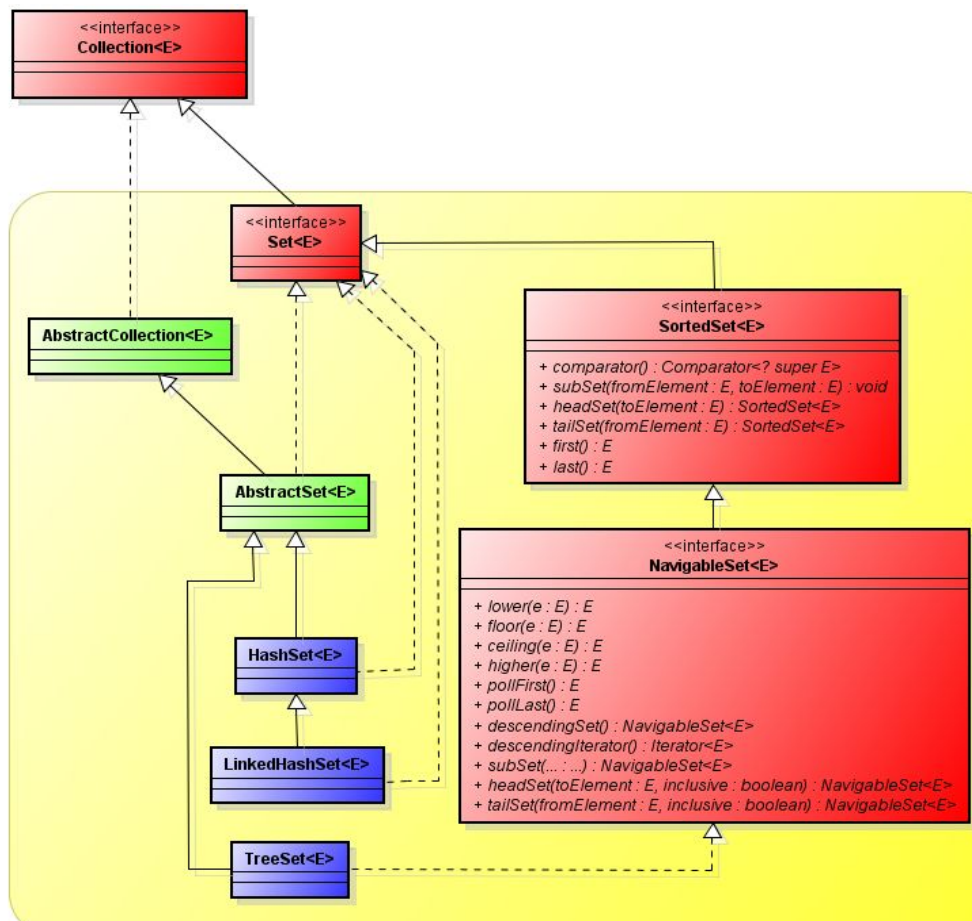 <<interface>>
Collection<E>
<<interface>>
Set<E>
AbstractCollection<E>
<<interface>>
SortedSet<E>
+ comparator() : Comparator<? super E>
+ subSet(fromElement : E, toElement : E) : void
+ headSet(toElement : E) : SortedSet<E>
+ tailSet(fromElement : E) : SortedSet<E>
+ first() : E
+ last() : E
AbstractSet<E>
<<interface>>
NavigableSet<E>
+ lower(e : E) : E
+ floor(e : E) : E
+ ceiling(e : E) : E
+ higher(e : E) : E
+ pollFirst() : E
+ pollLast() : E
+ descendingSet() : NavigableSet<E>
+ descendingIterator() : Iterator<E>
+ subSet(... : ...) : NavigableSet<E>
+ headSet(toElement : E, inclusive : boolean) : NavigableSet<E>
+ tailSet(fromElement : E, inclusive : boolean) : NavigableSet<E>
HashSet<E>
LinkedHashSet<E>
TreeSet<E>